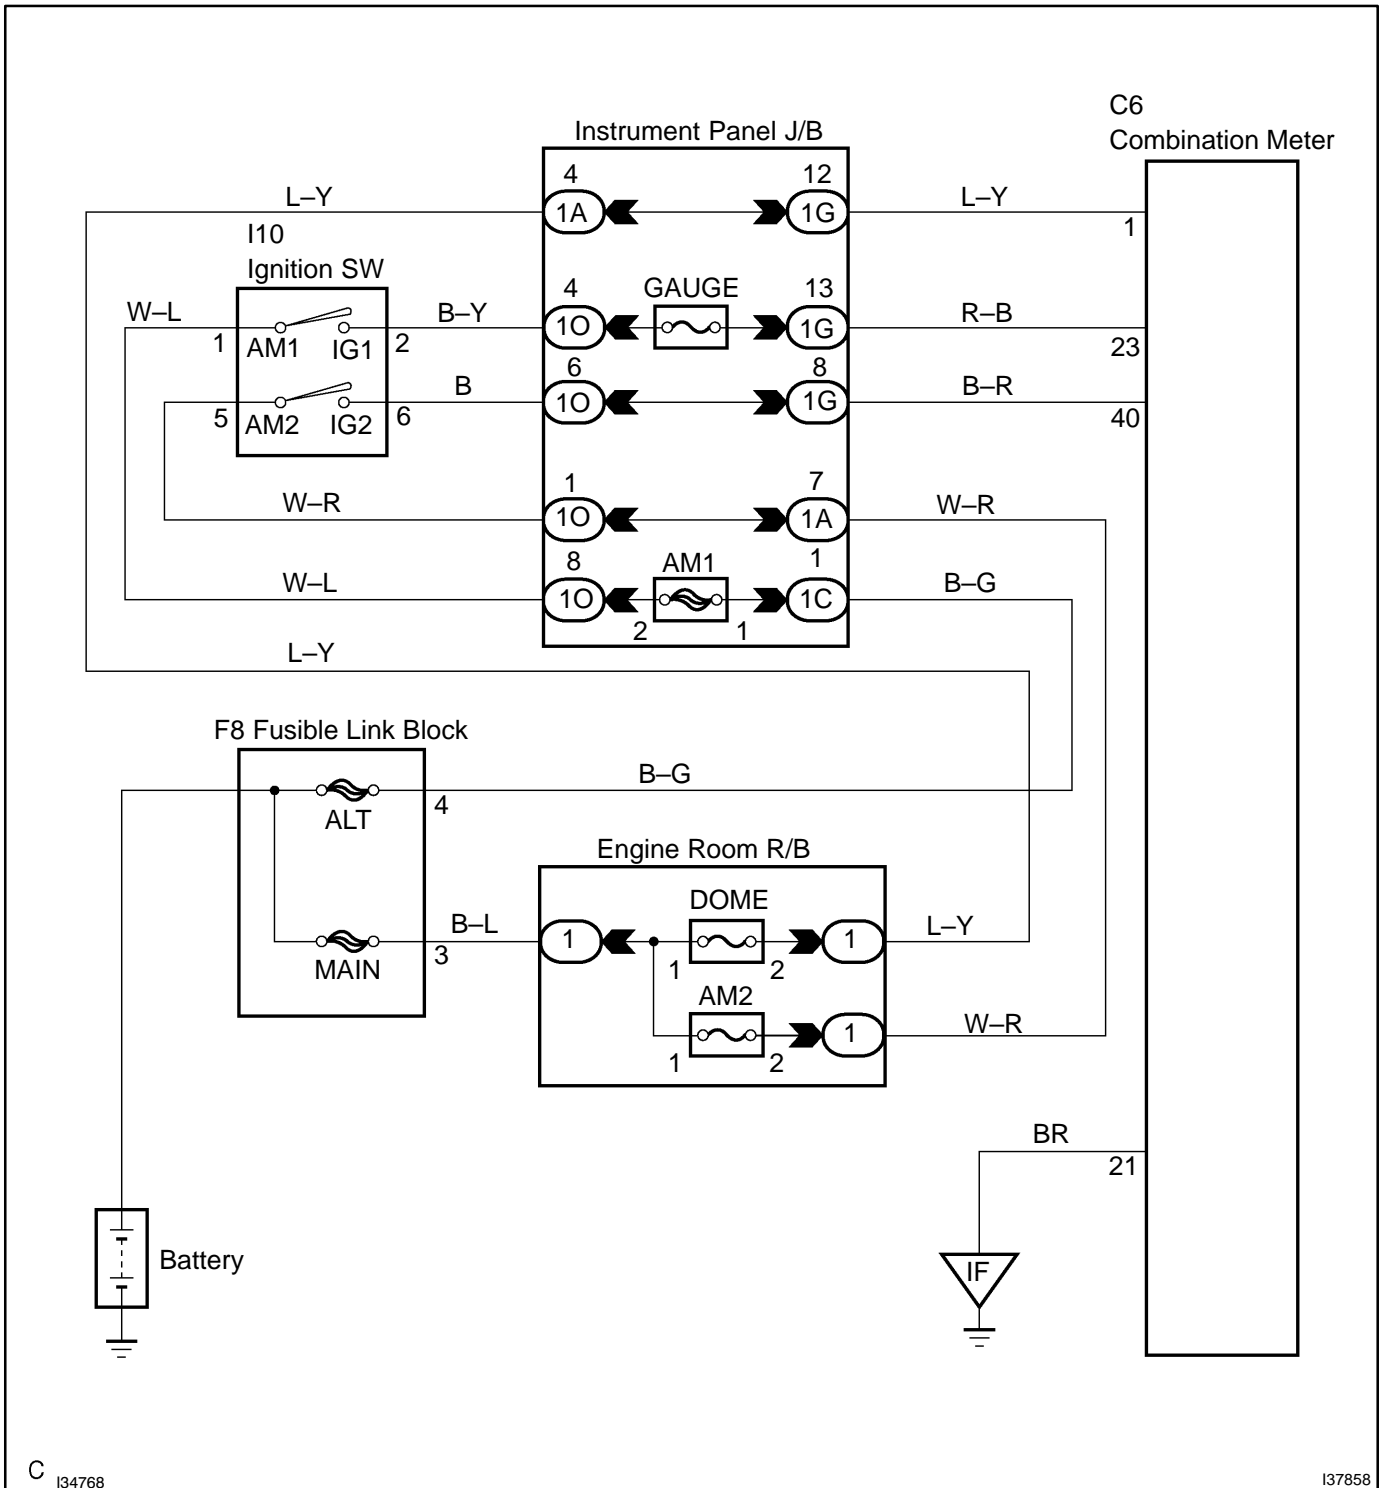 C6
Combination Meter
Instrument Panel J/B
4
12
L–Y
1A
1G
L–Y
1
I10
Ignition SW
4
GAUGE
13
W–L
B–Y
1O
1G
R–B
1
AM1
IG1
2
23
6
8
B
1O
1G
B–R
5
AM2
IG2
6
40
1
7
W–R
1O
1A
W–R
8
AM1
1
W–L
1O
1C
B–G
2
1
L–Y
F8 Fusible Link Block
B–G
ALT
4
Engine Room R/B
DOME
B–L
1
1
L–Y
MAIN
3
1
2
AM2
1
W–R
1
2
BR
21
Battery
IF
C
I34768
I37858